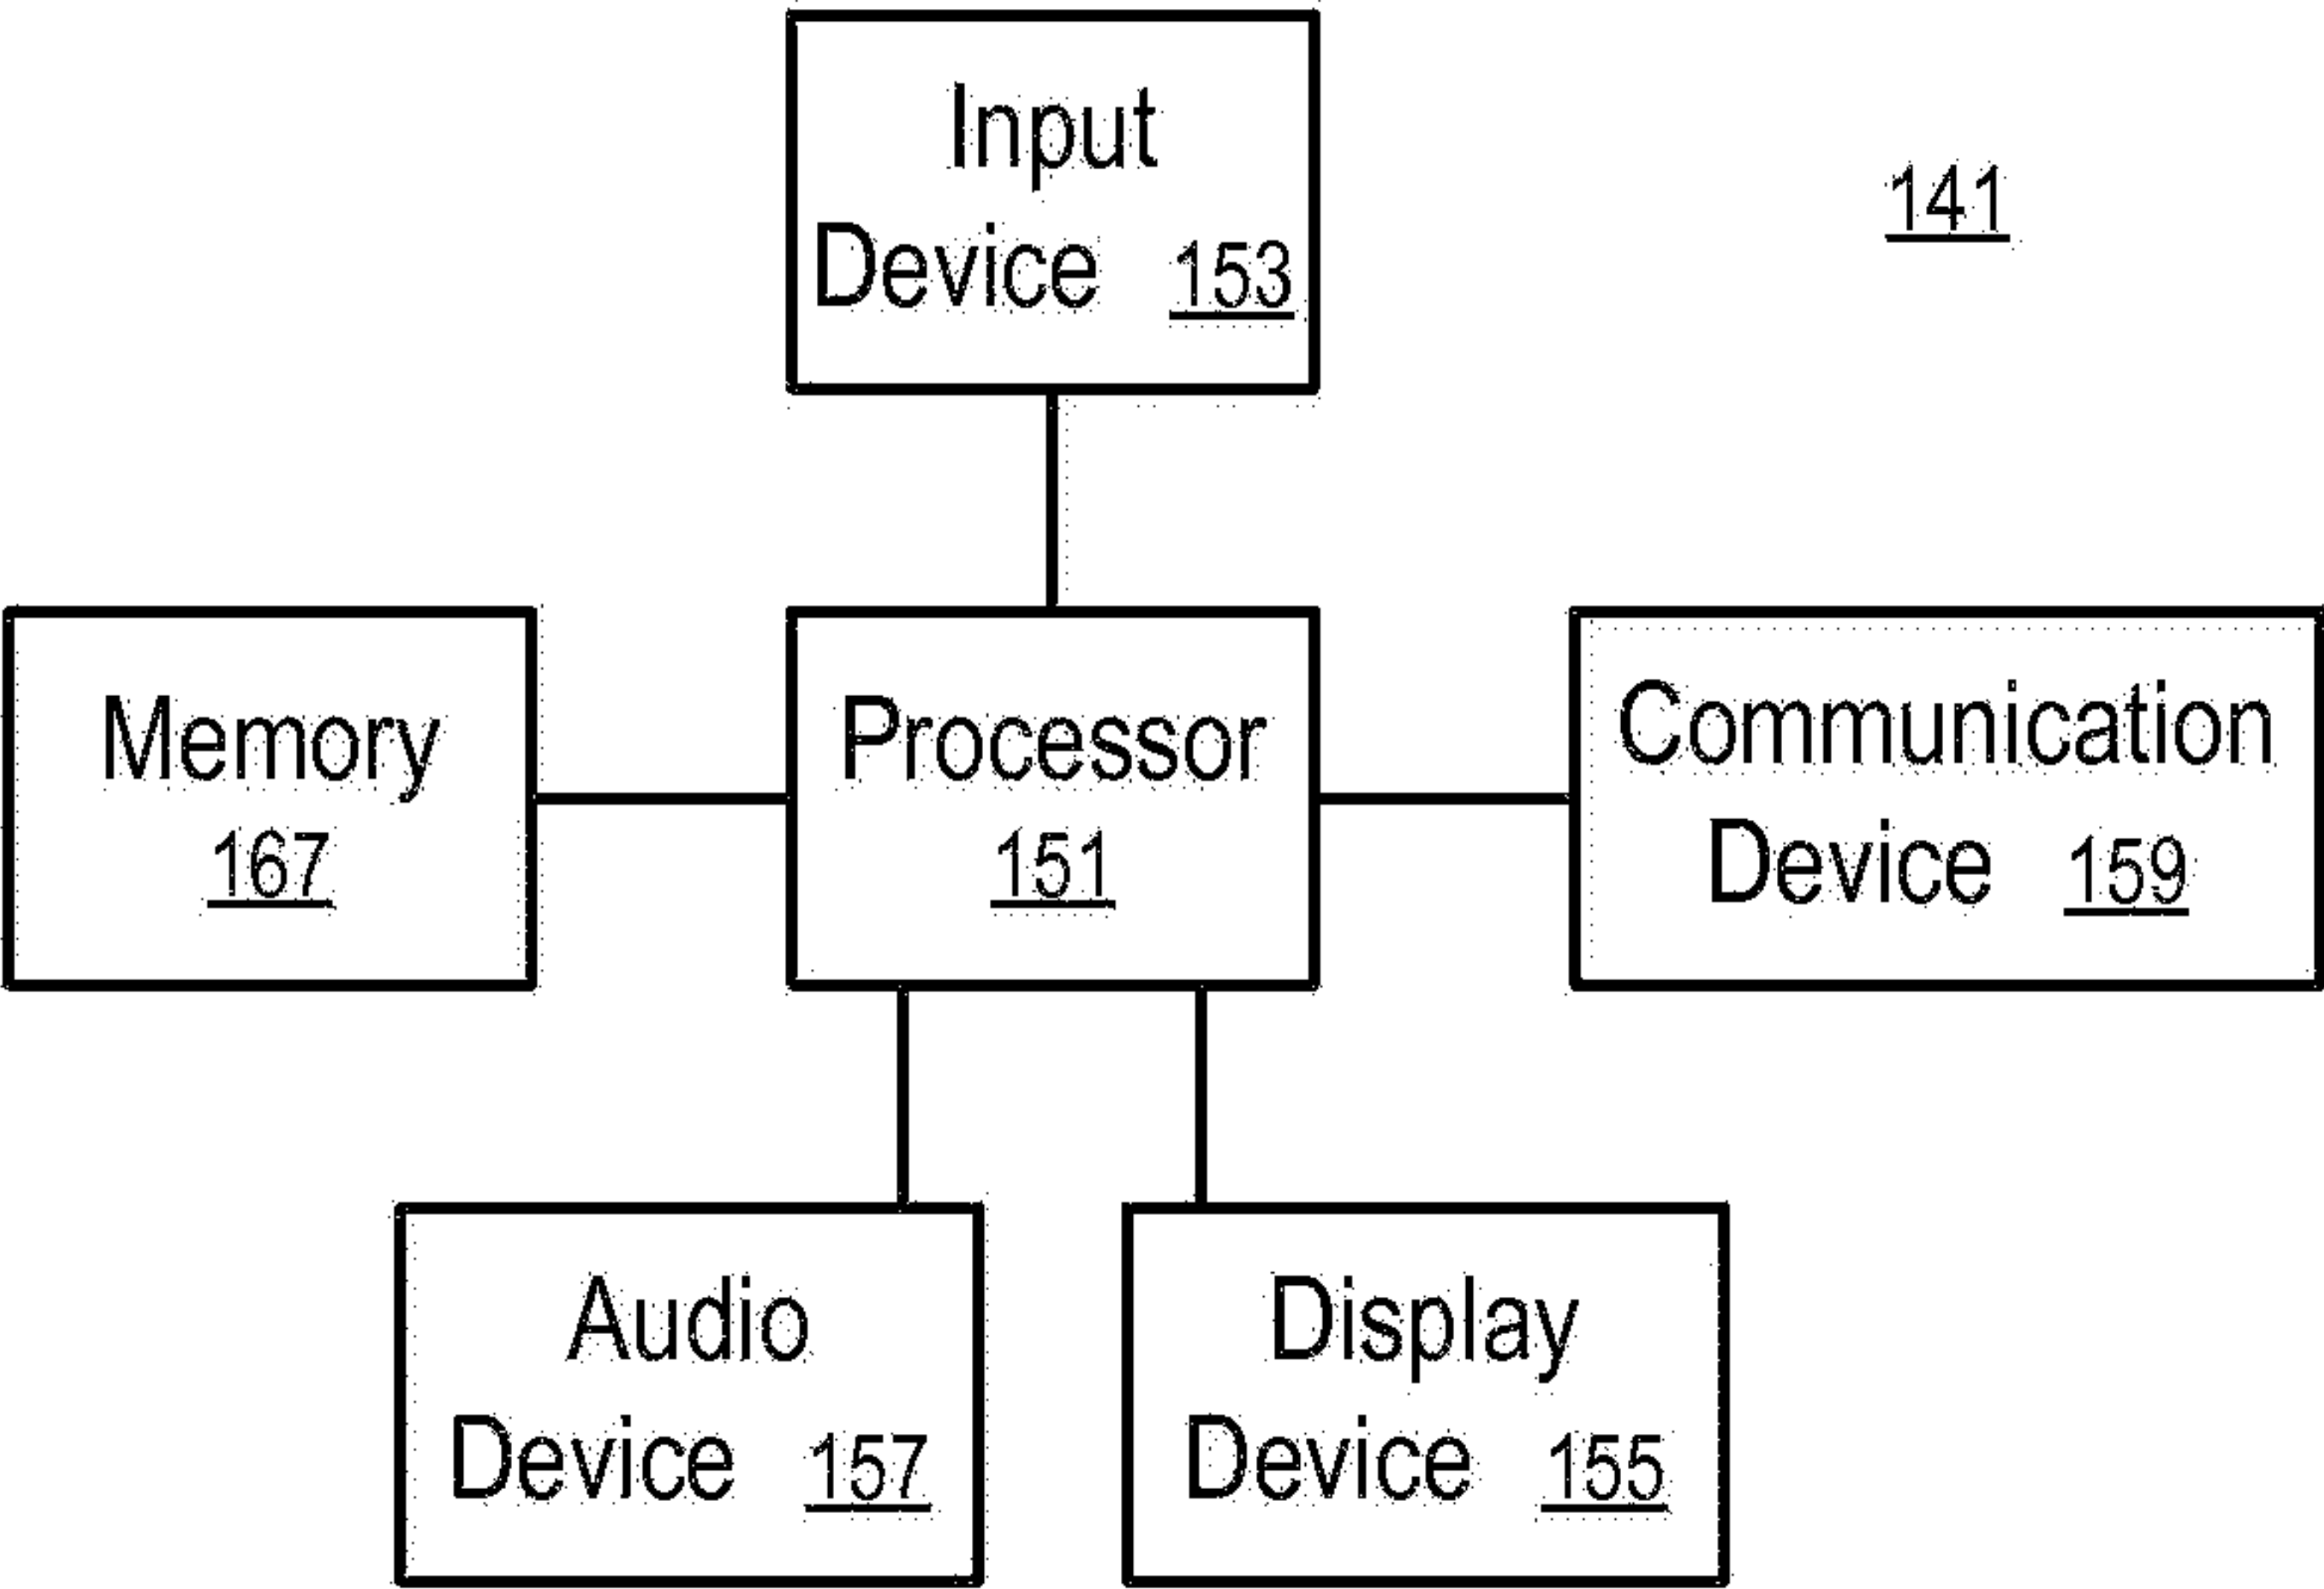 Input
Device 153
141
Memory
167
Processor
151
Communication
Device 159
Audio
Device 157
Display
Device 155